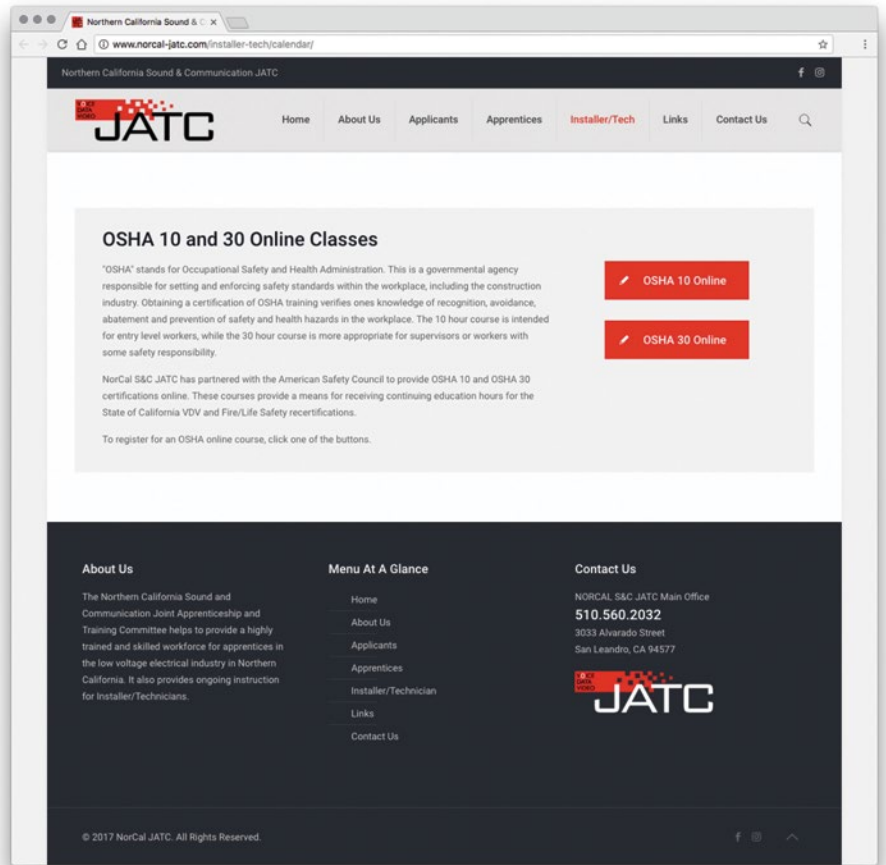 Northern California Sound & C
www.norcal-jatc.com/installer-tech/calendar/
Northern California Sound & Communication JATC
VOICE
DATA
VIDEO
JATC
Home
About Us
Applicants
Apprentices
Installer/Tech
Links
Contact Us
OSHA 10 and 30 Online Classes
"OSHA" stands for Occupational Safety and Health Administration. This is a governmental agency
responsible for setting and enforcing safety standards within the workplace, including the construction
industry. Obtaining a certification of OSHA training verifies ones knowledge of recognition, avoidance,
abatement and prevention of safety and health hazards in the workplace. The 10 hour course is intended
for entry level workers, while the 30 hour course is more appropriate for supervisors or workers with
some safety responsibility.
NorCal S&C JATC has partnered with the American Safety Council to provide OSHA 10 and OSHA 30
certifications online. These courses provide a means for receiving continuing education hours for the
State of California VDV and Fire/Life Safety recertifications.
To register for an OSHA online course, click one of the buttons.
OSHA 10 Online
OSHA 30 Online
About Us
The Northern California Sound and
Communication Joint Apprenticeship and
Training Committee helps to provide a highly
trained and skilled workforce for apprentices in
the low voltage electrical industry in Northern
California. It also provides ongoing instruction
for Installer/Technicians.
Menu At A Glance
Home
About Us
Applicants
Apprentices
Installer/Technician
Links
Contact Us
Contact Us
NORCAL S&C JATC Main Office
510.560.2032
3033 Alvarado Street
San Leandro, CA 94577
VOICE
DATA
VIDEO
JATC
© 2017 NorCal JATC. All Rights Reserved.